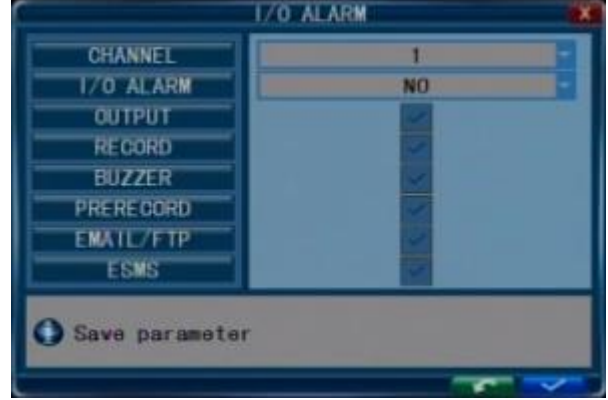 I/O ALARM
CHANNEL 1
I/O ALARM NO
OUTPUT
RECORD
BUZZER
PRERECORD
EMAIL/FTP
ESMS
Save parameter